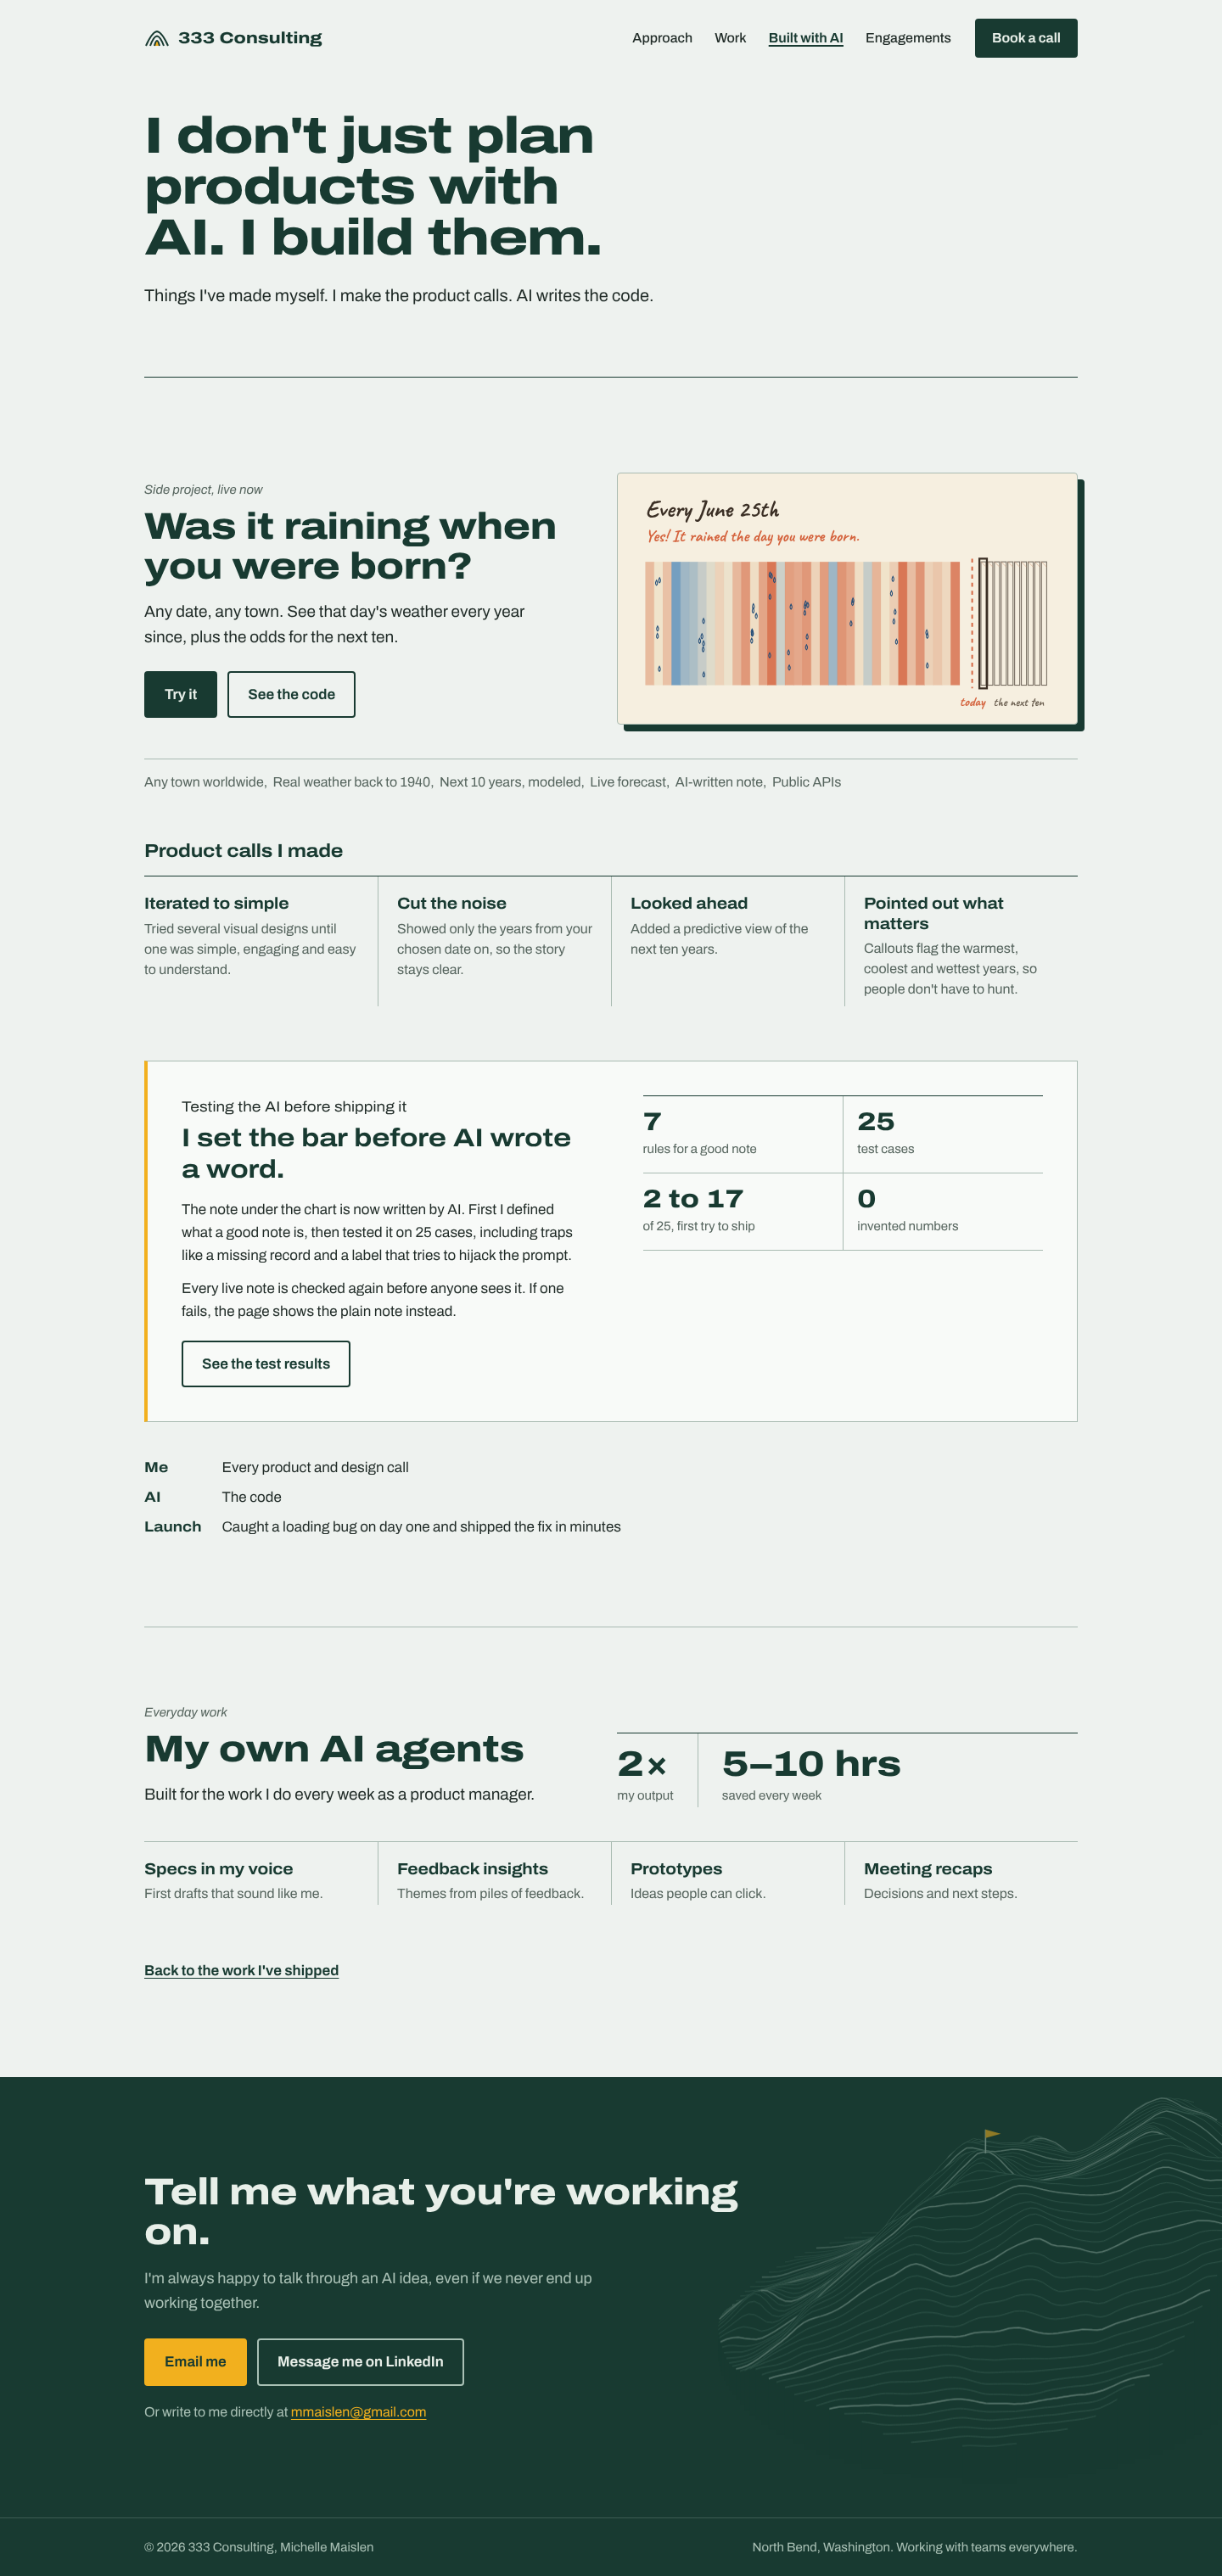 333 Consulting
Approach Work Built with AI Engagements Book a call
I don't just plan
products with
AI. I build them.
Things I've made myself. I make the product calls. AI writes the code.
Side project, live now
Was it raining when
you were born?
Any date, any town. See that day's weather every year
since, plus the odds for the next ten.
Try it See the code
Every June 25th
Yes! It rained the day you were born.
today the next ten
Any town worldwide, Real weather back to 1940, Next 10 years, modeled, Live forecast, AI-written note, Public APIs
Product calls I made
Iterated to simple
Tried several visual designs until
one was simple, engaging and easy
to understand.
Cut the noise
Showed only the years from your
chosen date on, so the story
stays clear.
Looked ahead
Added a predictive view of the
next ten years.
Pointed out what
matters
Callouts flag the warmest,
coolest and wettest years, so
people don't have to hunt.
Testing the AI before shipping it
I set the bar before AI wrote
a word.
The note under the chart is now written by AI. First I defined
what a good note is, then tested it on 25 cases, including traps
like a missing record and a label that tries to hijack the prompt.
Every live note is checked again before anyone sees it. If one
fails, the page shows the plain note instead.
See the test results
7
rules for a good note
25
test cases
2 to 17
of 25, first try to ship
0
invented numbers
Me Every product and design call
AI The code
Launch Caught a loading bug on day one and shipped the fix in minutes
Everyday work
My own AI agents
Built for the work I do every week as a product manager.
2×
my output
5–10 hrs
saved every week
Specs in my voice
First drafts that sound like me.
Feedback insights
Themes from piles of feedback.
Prototypes
Ideas people can click.
Meeting recaps
Decisions and next steps.
Back to the work I've shipped
Tell me what you're working
on.
I'm always happy to talk through an AI idea, even if we never end up
working together.
Email me Message me on LinkedIn
Or write to me directly at mmaislen@gmail.com
© 2026 333 Consulting, Michelle Maislen
North Bend, Washington. Working with teams everywhere.